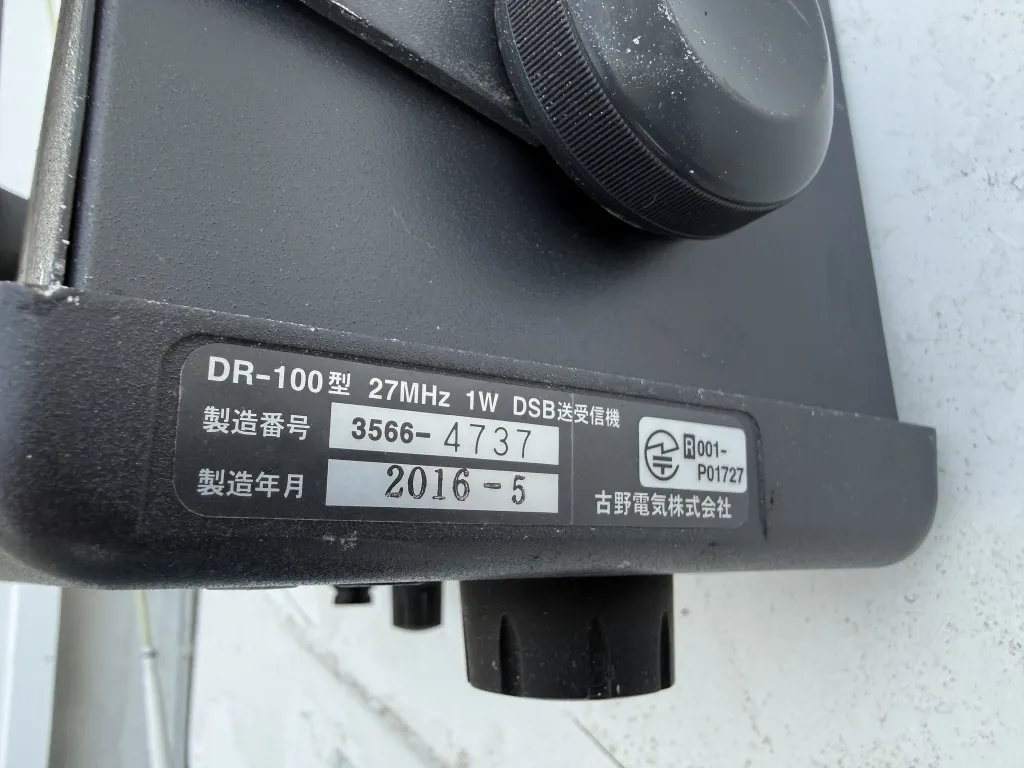 DR-100型 27MHz 1W DSB送受信機
製造番号 3566-4737
製造年月 2016-5
R 001-
P01727
古野電気株式会社